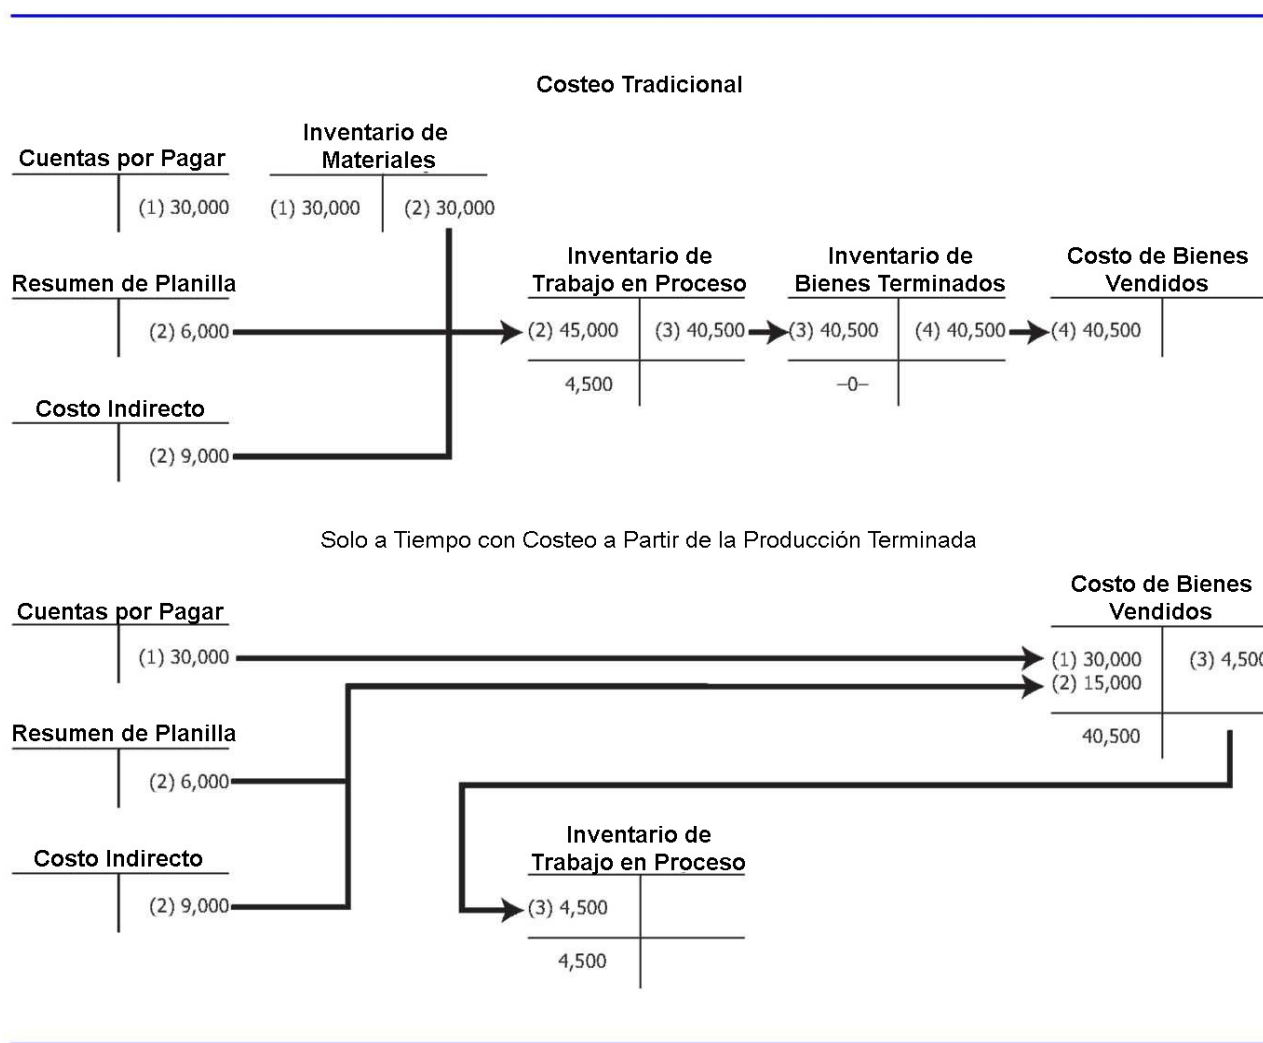 Costeo Tradicional
Inventario de
Materiales
Cuentas por Pagar
(1) 30,000
(1) 30,000
(2) 30,000
Resumen de Planilla
(2) 6,000
Inventario de
Trabajo en Proceso
(2) 45,000
(3) 40,500
4,500
Inventario de
Bienes Terminados
(3) 40,500
(4) 40,500
–0–
Costo de Bienes
Vendidos
(4) 40,500
Costo Indirecto
(2) 9,000
Solo a Tiempo con Costeo a Partir de la Producción Terminada
Cuentas por Pagar
(1) 30,000
Costo de Bienes
Vendidos
(1) 30,000
(3) 4,500
(2) 15,000
40,500
Resumen de Planilla
(2) 6,000
Costo Indirecto
(2) 9,000
Inventario de
Trabajo en Proceso
(3) 4,500
4,500